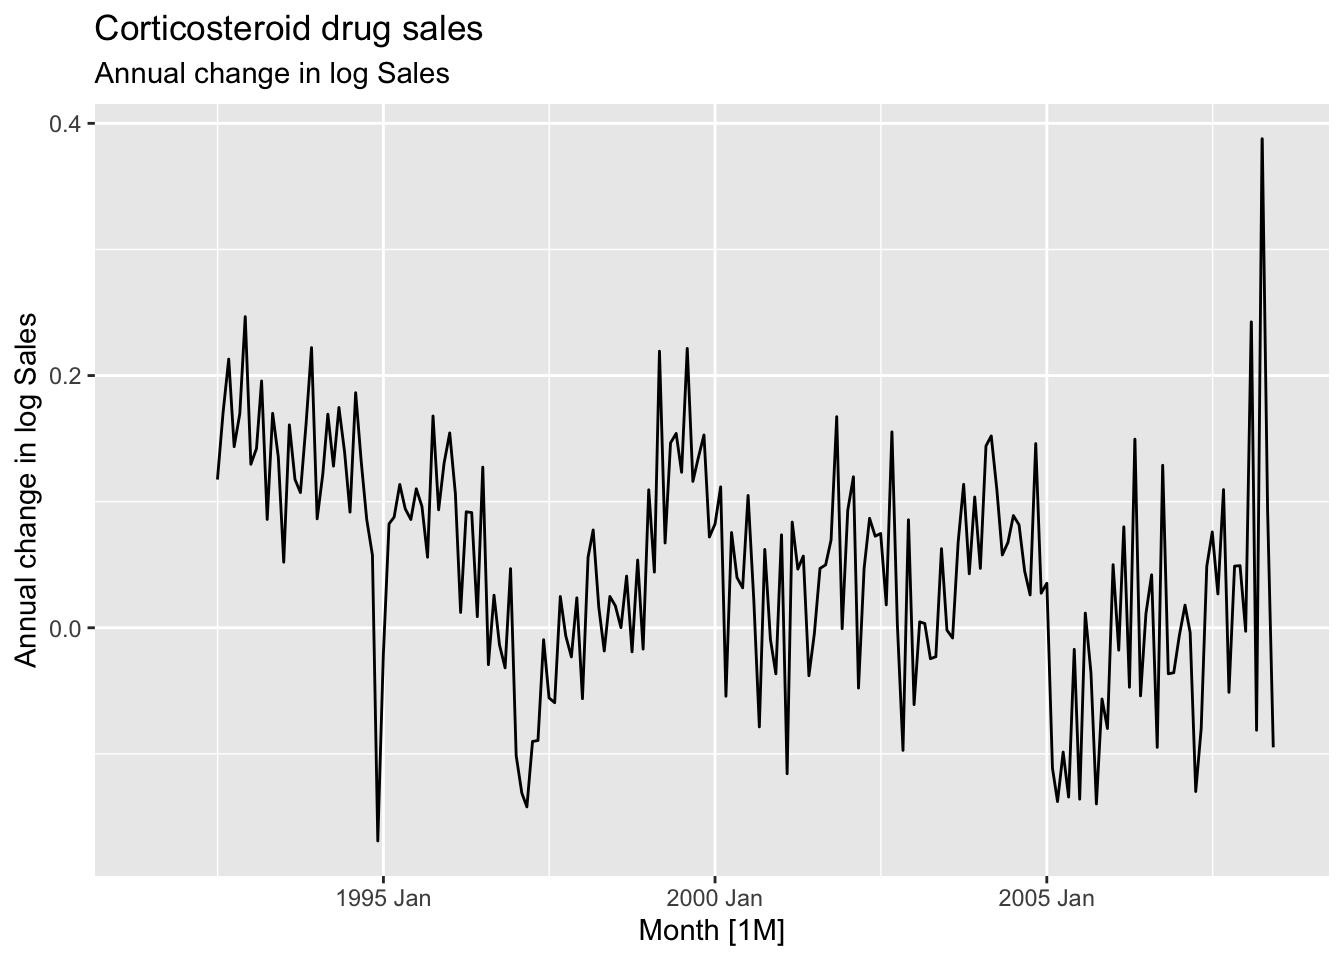 Corticosteroid drug sales
Annual change in log Sales
Annual change in log Sales
0.4
0.2
0.0
1995 Jan
2000 Jan
2005 Jan
Month [1M]